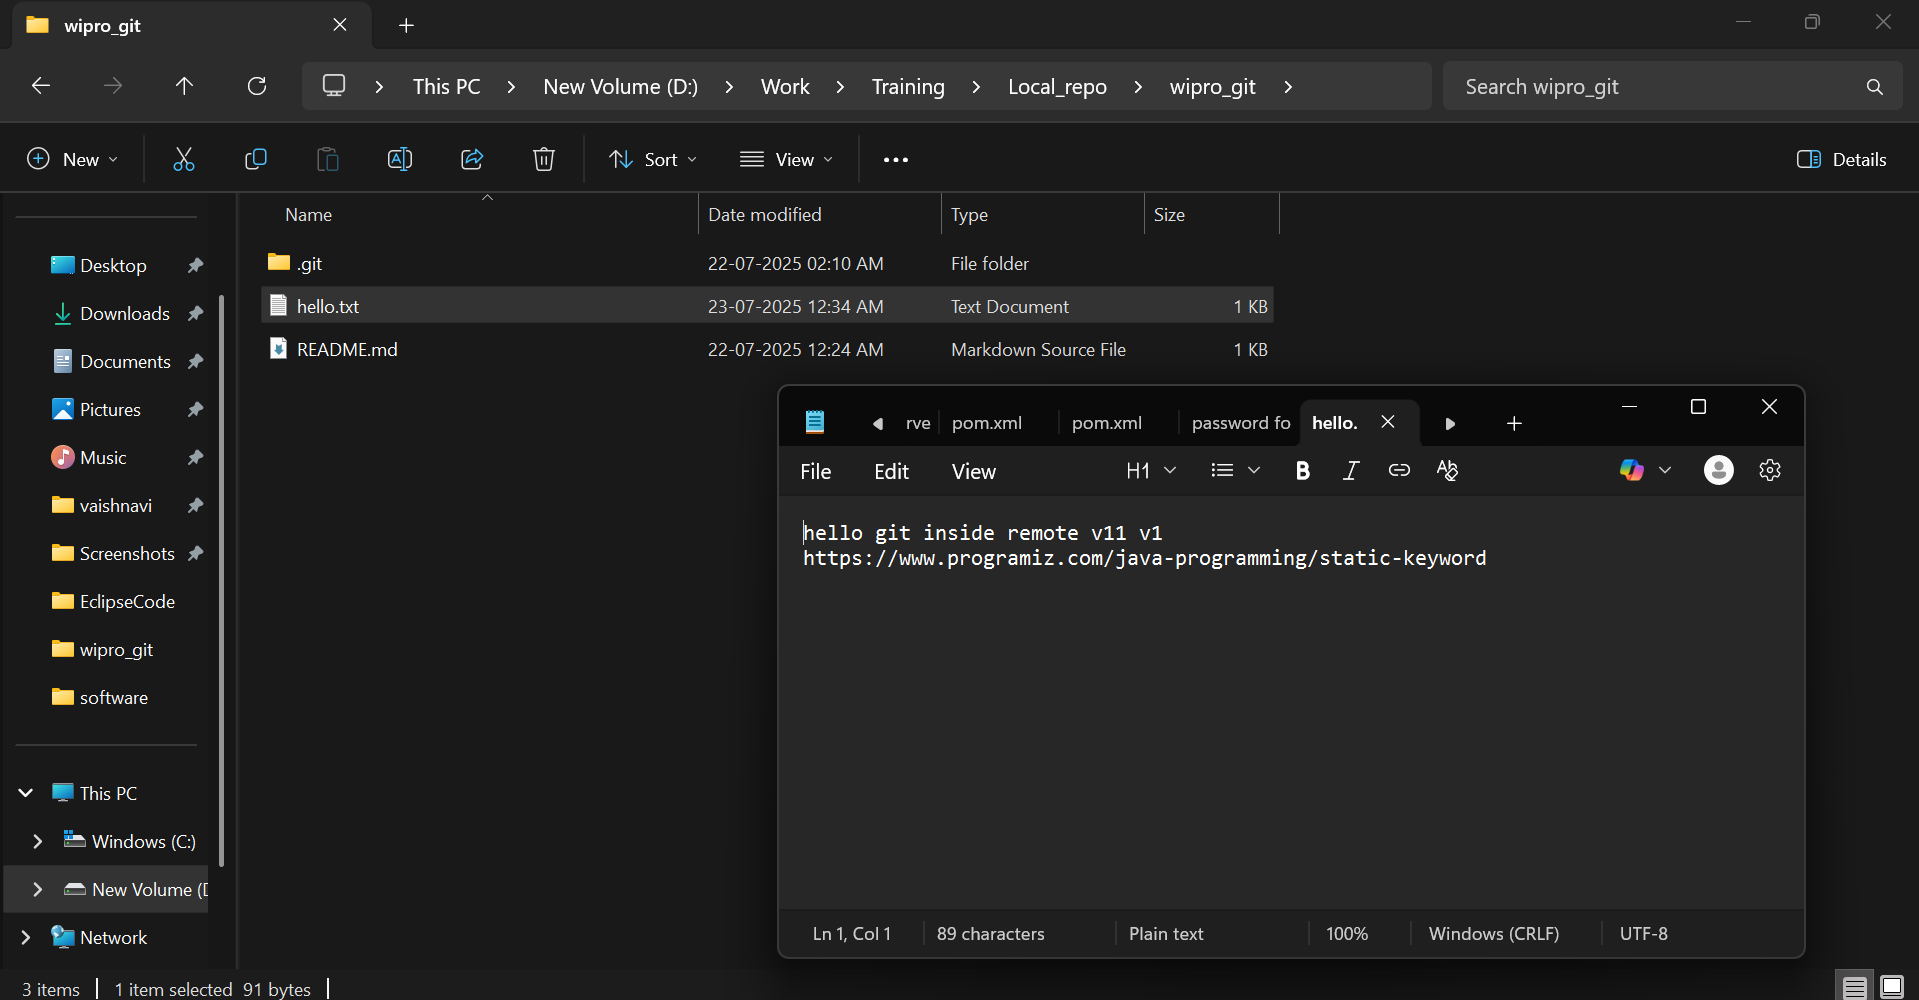 wipro_git
This PC
New Volume (D:)
Work
Training
Local_repo
wipro_git
Search wipro_git
New
Sort
View
Details
Name
Date modified
Type
Size
.git
22-07-2025 02:10 AM
File folder
hello.txt
23-07-2025 12:34 AM
Text Document
1 KB
README.md
22-07-2025 12:24 AM
Markdown Source File
1 KB
Desktop
Downloads
Documents
Pictures
Music
vaishnavi
Screenshots
EclipseCode
wipro_git
software
This PC
Windows (C:)
New Volume (D
Network
rve
pom.xml
pom.xml
password fo
hello.
File
Edit
View
H1
B
I
hello git inside remote v11 v1
https://www.programiz.com/java-programming/static-keyword
Ln 1, Col 1
89 characters
Plain text
100%
Windows (CRLF)
UTF-8
3 items
1 item selected 91 bytes